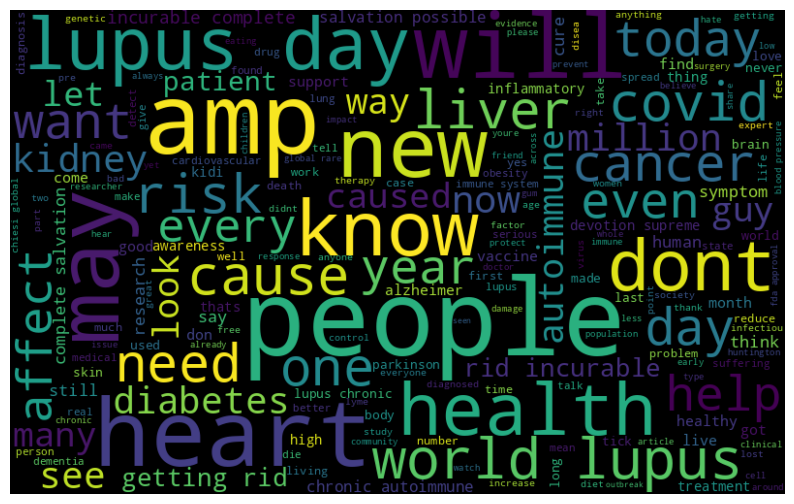 incurable complete
salvation possible
genetic
evidence
please
anything
hate
getting
diagnosis
lupus day
will
today
eating
drug
cure
disea
low
love
pre
always
found
prevent
find
surgery
never
let
patient
support
thing
feel
want
give
lung
way
liver
inflammatory
spread
believe
covid
amp
new
million
detect
children
impact
tell
youre
take
right
expert
share
kidney
came
global rare
friend
across
yes
brain
cancer
blood pressure
cardiovascular
yet
kidi
risk
death
work
obesity
therapy
case
immune system
gum
women
life
symptom
come
researcher
bad
make
caused
now
age
even
guy
two
didnt
know
serious
protect
factor
devotion supreme
every
may
part
good
awareness
vaccine
human
state
world
hear
response
anyone
doctor
first
whole
immune
chiesi global
complete salvation
look
research
well
cause
year
lupus
autoimmune
virus
dont
great
thats
alzheimer
made
last
month
fda approval
much
say
damage
society
reduce
affect
used
don
free
seen
less
point
thank
infectiou
issue
already
people
control
population
day
think
medical
problem
early
huntington
skin
need
one
everyone
parkinson
rid incurable
suffering
still
diabetes
lupus chronic
diagnosed
time
talk
type
help
real
better
body
tick
healthy
many
heart
study
lyme
health
mean
article
live
got
chronic
high
community
number
clinical
person
die
dementia
living
watch
world lupus
long
lost
see
getting rid
chronic autoimmune
increase
diet
outbreak
treatment
cell
around